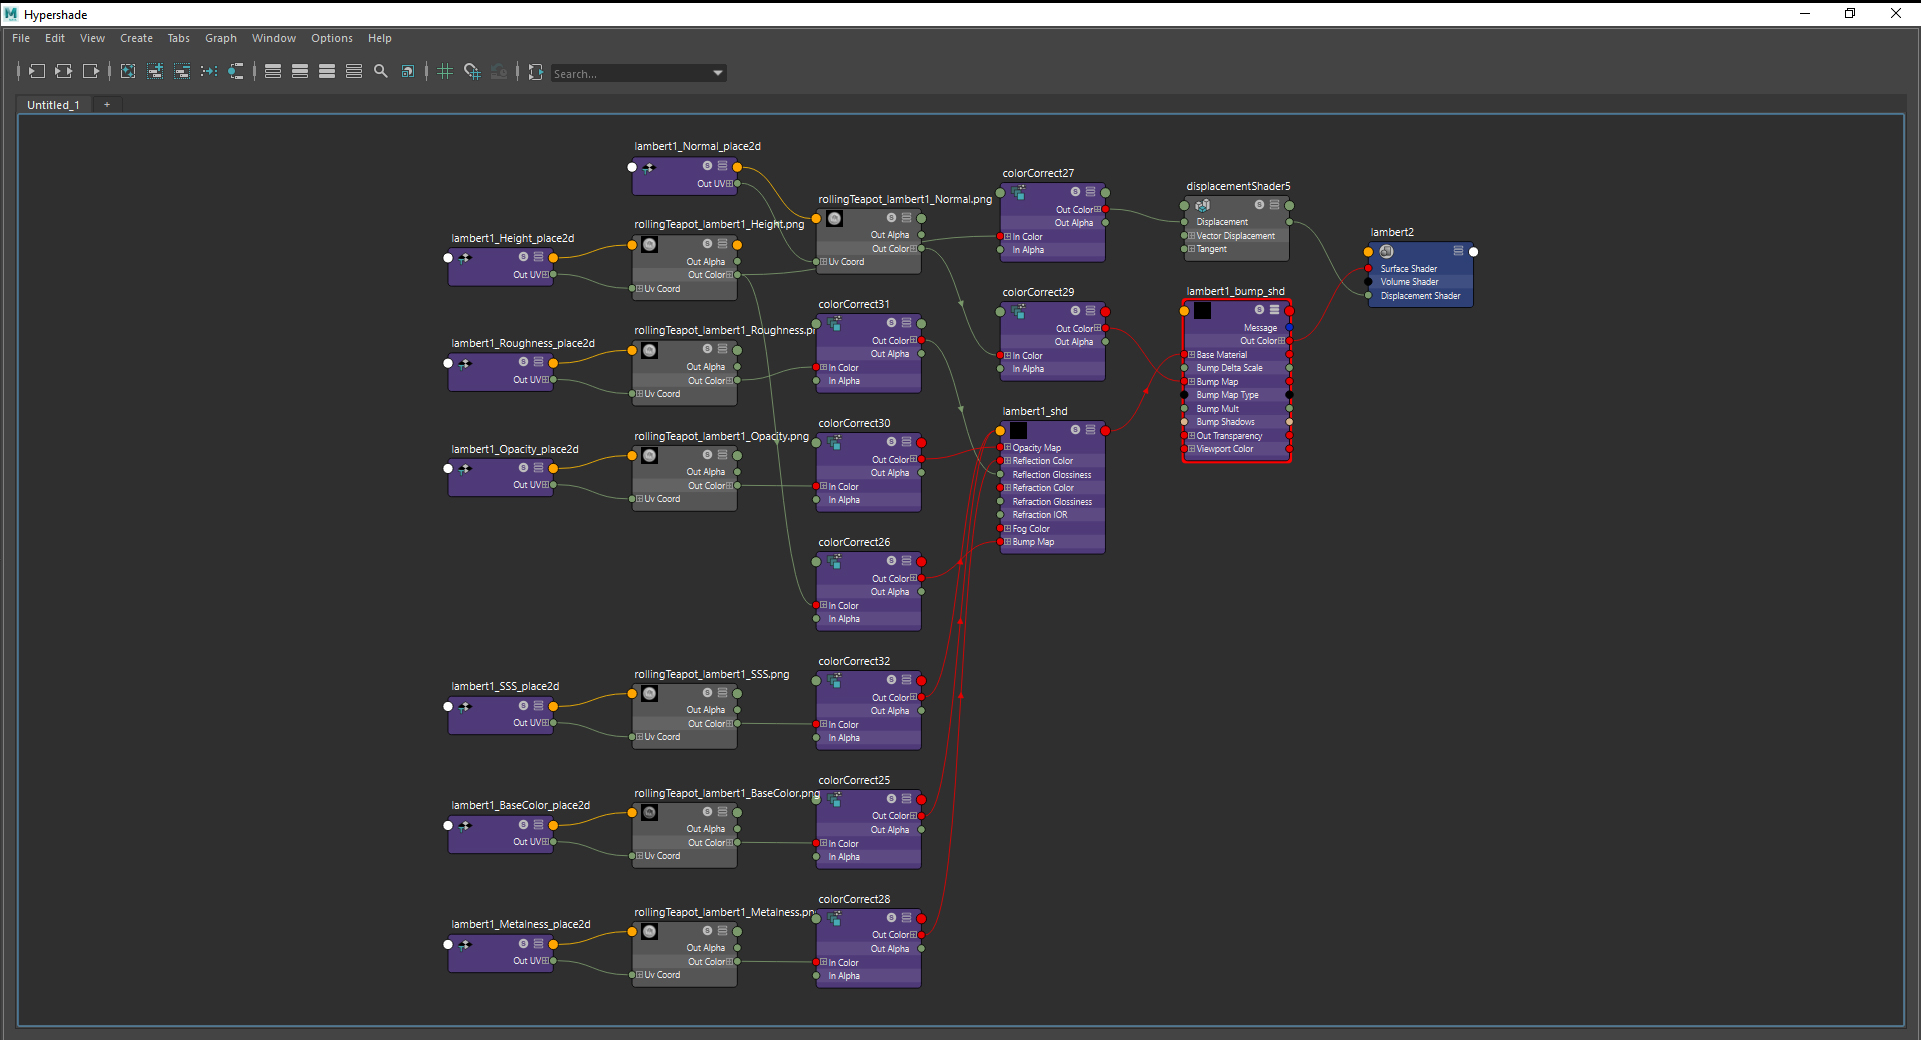 Hypershade
File Edit View Create Tabs Graph Window Options Help
Search...
Untitled_1 +
lambert1_Normal_place2d
Out UV
rollingTeapot_lambert1_Normal.png
Out Alpha
Out Color
Uv Coord
colorCorrect27
Out Color
Out Alpha
In Color
In Alpha
displacementShader5
Displacement
Vector Displacement
Tangent
lambert2
Surface Shader
Volume Shader
Displacement Shader
lambert1_Height_place2d
Out UV
rollingTeapot_lambert1_Height.png
Out Alpha
Out Color
Uv Coord
colorCorrect29
Out Color
Out Alpha
In Color
In Alpha
lambert1_bump_shd
Message
Out Color
Base Material
Bump Delta Scale
Bump Map
Bump Map Type
Bump Mult
Bump Shadows
Out Transparency
Viewport Color
lambert1_Roughness_place2d
Out UV
rollingTeapot_lambert1_Roughness.pr
Out Alpha
Out Color
Uv Coord
colorCorrect31
Out Color
Out Alpha
In Color
In Alpha
lambert1_Opacity_place2d
Out UV
rollingTeapot_lambert1_Opacity.png
Out Alpha
Out Color
Uv Coord
colorCorrect30
Out Color
Out Alpha
In Color
In Alpha
lambert1_shd
Opacity Map
Reflection Color
Reflection Glossiness
Refraction Color
Refraction Glossiness
Refraction IOR
Fog Color
Bump Map
colorCorrect26
Out Color
Out Alpha
In Color
In Alpha
lambert1_SSS_place2d
Out UV
rollingTeapot_lambert1_SSS.png
Out Alpha
Out Color
Uv Coord
colorCorrect32
Out Color
Out Alpha
In Color
In Alpha
lambert1_BaseColor_place2d
Out UV
rollingTeapot_lambert1_BaseColor.png
Out Alpha
Out Color
Uv Coord
colorCorrect25
Out Color
Out Alpha
In Color
In Alpha
lambert1_Metalness_place2d
Out UV
rollingTeapot_lambert1_Metalness.pn
Out Alpha
Out Color
Uv Coord
colorCorrect28
Out Color
Out Alpha
In Color
In Alpha